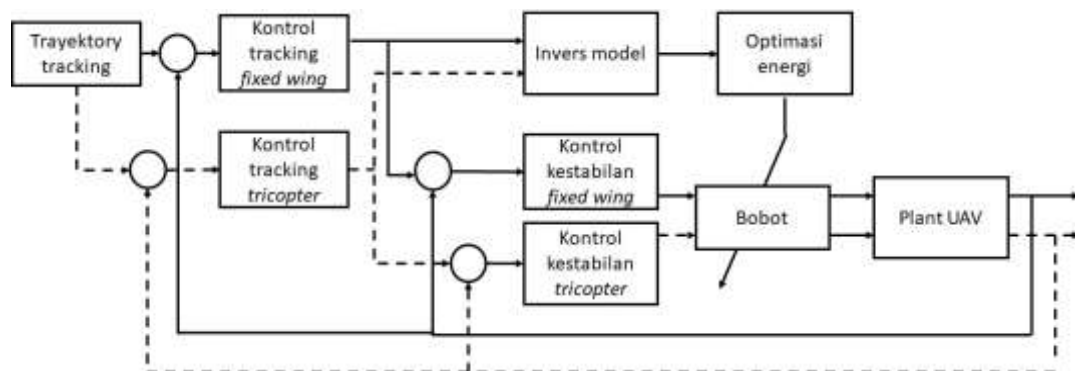 Trayektory
tracking
Kontrol
tracking
fixed wing
Invers model
Optimasi
energi
Kontrol
tracking
tricopter
Kontrol
kestabilan
fixed wing
Bobot
Plant UAV
Kontrol
kestabilan
tricopter